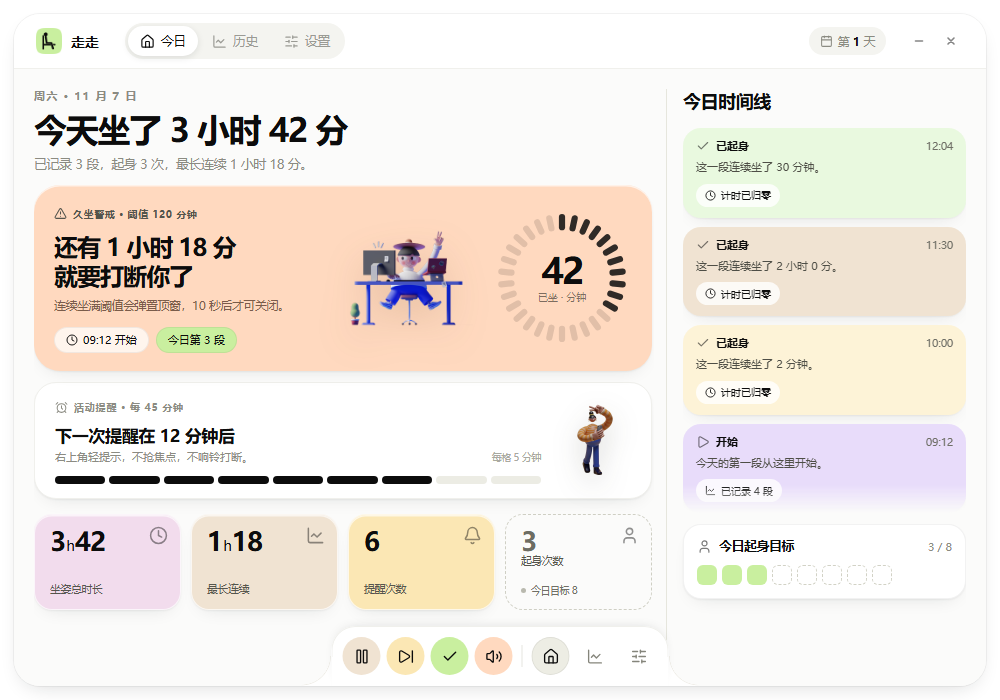 走走
今日
历史
设置
第 1 天
周六 • 11 月 7 日
今天坐了 3 小时 42 分
已记录 3 段，起身 3 次，最长连续 1 小时 18 分。
久坐警戒 • 阈值 120 分钟
还有 1 小时 18 分
就要打断你了
连续坐满阈值会弹置顶窗，10 秒后才可关闭。
09:12 开始
今日第 3 段
42
已坐 · 分钟
活动提醒 • 每 45 分钟
下一次提醒在 12 分钟后
右上角轻提示，不抢焦点，不响铃打断。
每格 5 分钟
3h42
坐姿总时长
1h18
最长连续
6
提醒次数
3
起身次数
今日目标 8
今日时间线
已起身 12:04
这一段连续坐了 30 分钟。
计时已归零
已起身 11:30
这一段连续坐了 2 小时 0 分。
计时已归零
已起身 10:00
这一段连续坐了 2 分钟。
计时已归零
开始 09:12
今天的第一段从这里开始。
已记录 4 段
今日起身目标 3 / 8